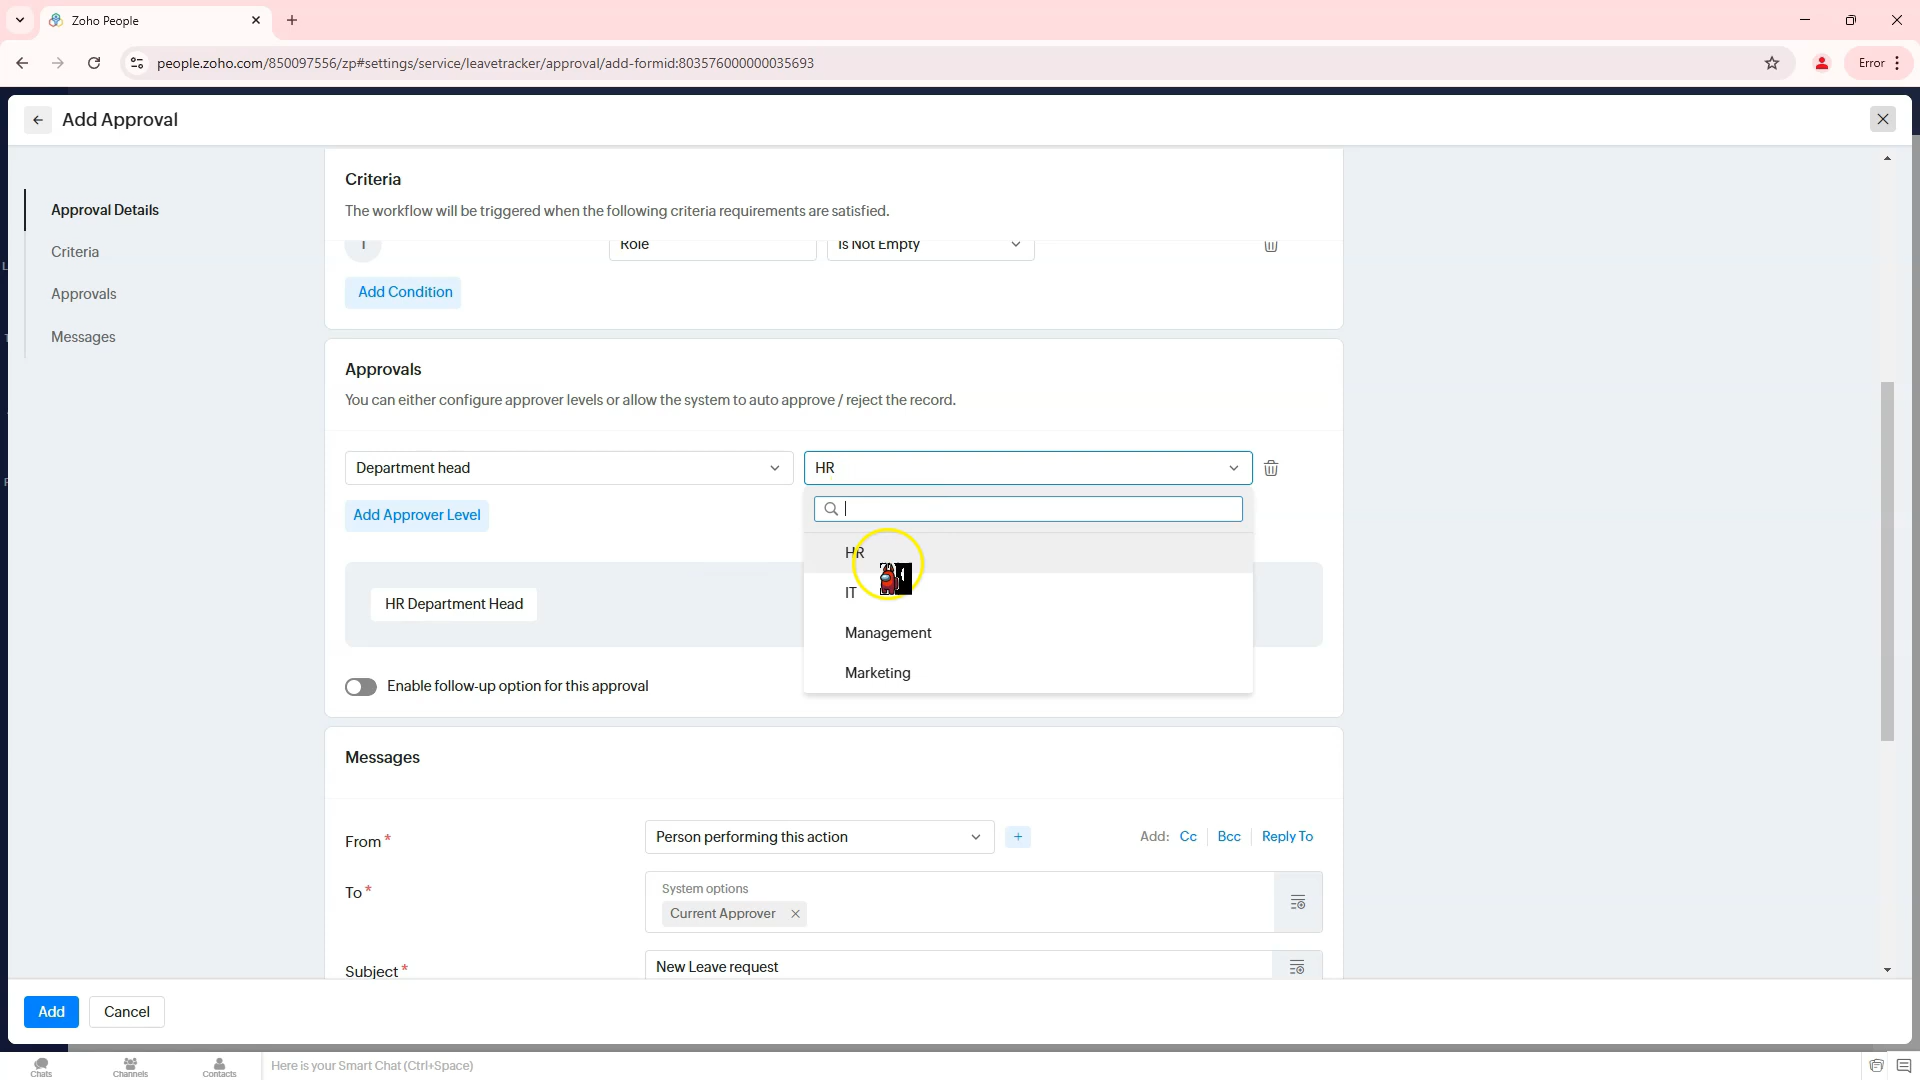 Zoho People
people.zoho.com/850097556/zp#settings/service/leavetracker/approval/add-formid:803576000000035693
Error
Add Approval
Approval Details
Criteria
Approvals
Messages
Criteria
The workflow will be triggered when the following criteria requirements are satisfied.
1 Role Is Not Empty
Add Condition
Approvals
You can either configure approver levels or allow the system to auto approve / reject the record.
Department head HR
Add Approver Level
HR
IT
Management
Marketing
HR Department Head
Enable follow-up option for this approval
Messages
From * Person performing this action + Add: Cc Bcc Reply To
To * System options
Current Approver
Subject * New Leave request
Add Cancel
Chats Channels Contacts Here is your Smart Chat (Ctrl+Space)